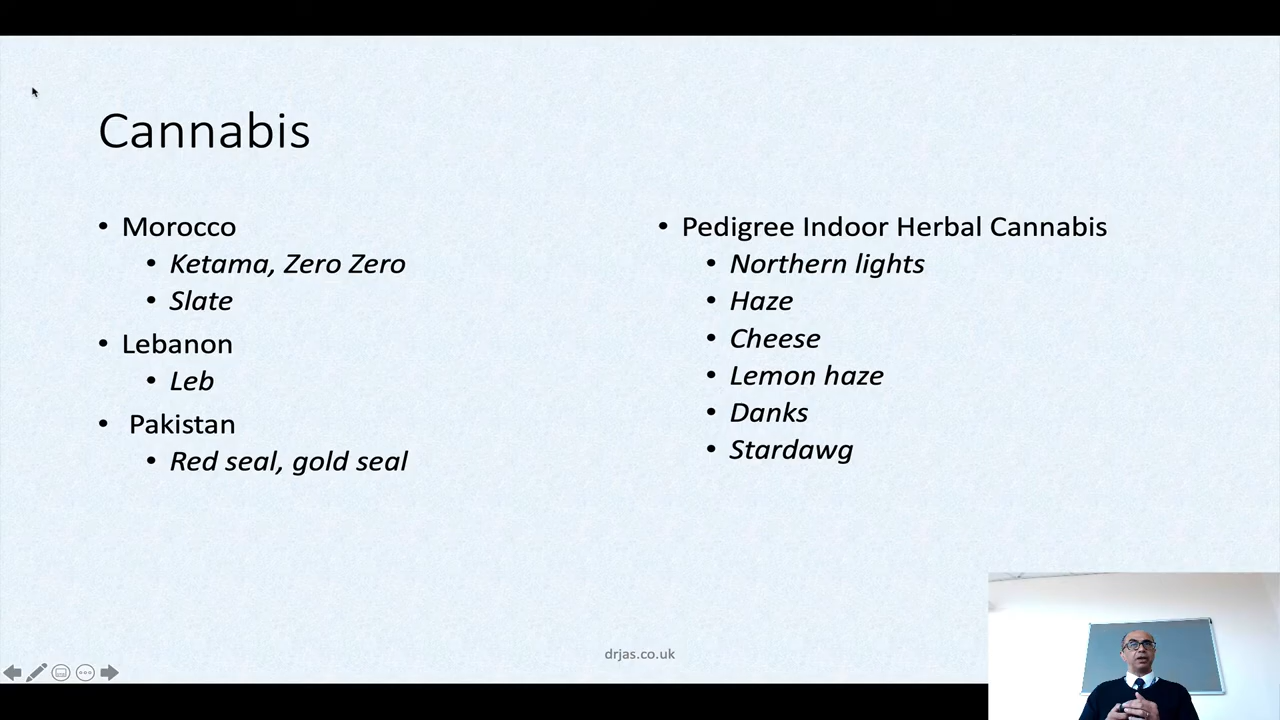 Cannabis
• Morocco
• Ketama, Zero Zero
• Slate
• Lebanon
• Leb
• Pakistan
• Red seal, gold seal
• Pedigree Indoor Herbal Cannabis
• Northern lights
• Haze
• Cheese
• Lemon haze
• Danks
• Stardawg
drjas.co.uk